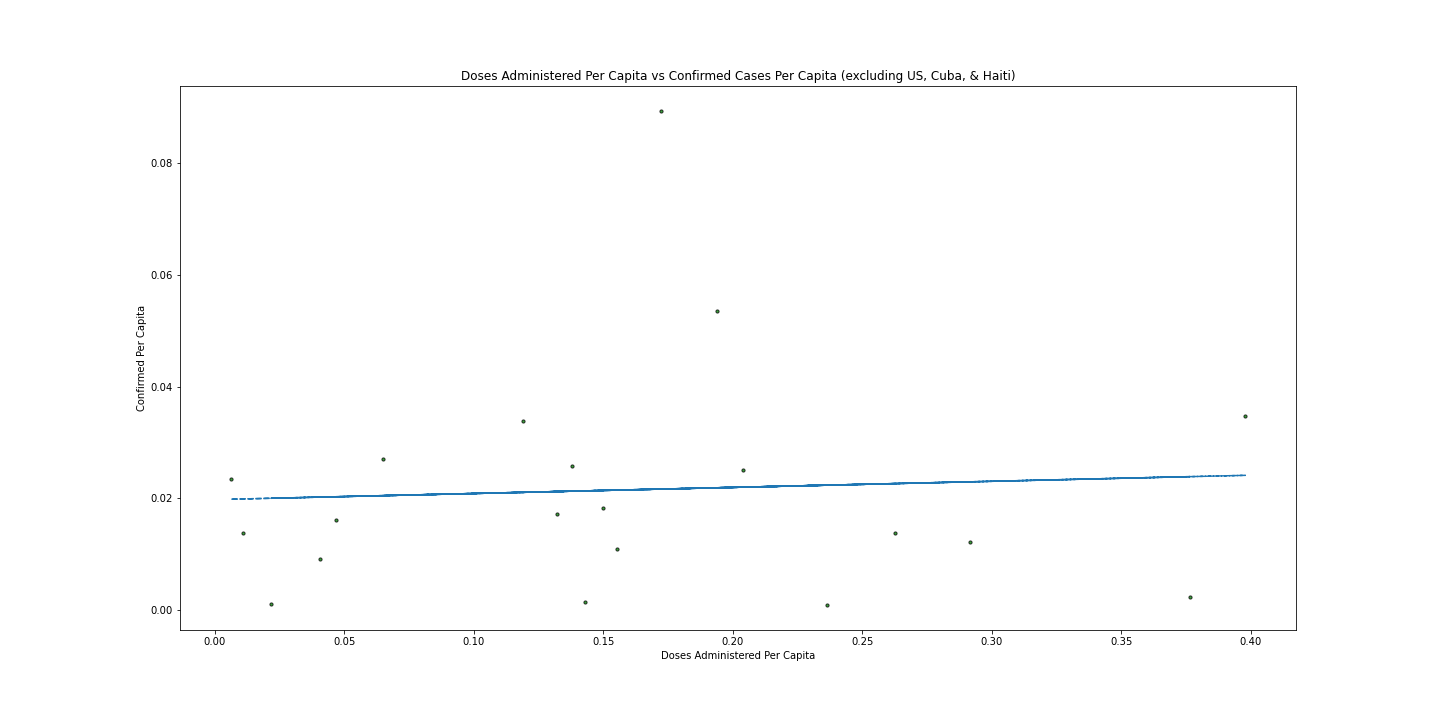 Doses Administered Per Capita vs Confirmed Cases Per Capita (excluding US, Cuba, & Haiti)
Confirmed Per Capita
0.08
0.06
0.04
0.02
0.00
0.00 0.05 0.10 0.15 0.20 0.25 0.30 0.35 0.40
Doses Administered Per Capita